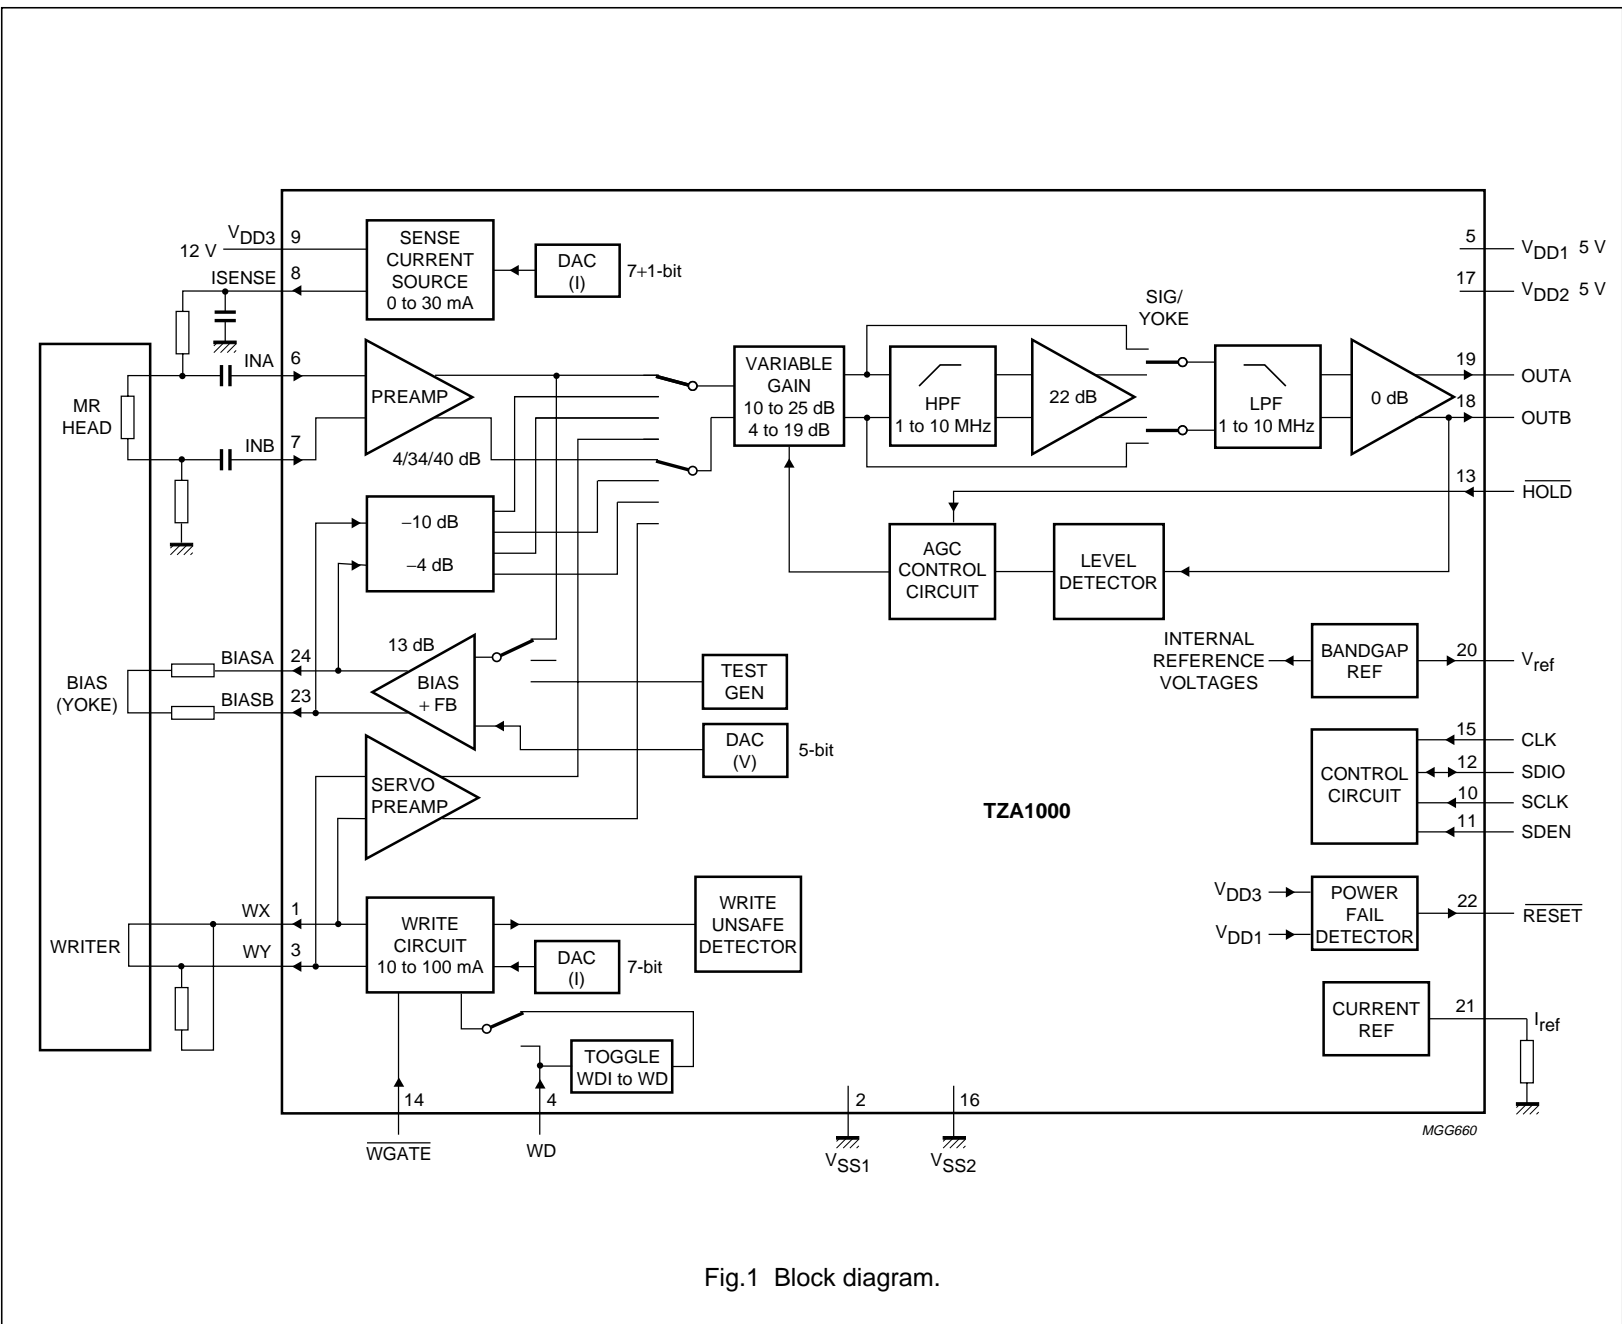 VDD3
12 V
9
ISENSE
8
SENSE
CURRENT
SOURCE
0 to 30 mA
DAC
(I)
7+1-bit
5
VDD1 5 V
17
VDD2 5 V
INA
6
MR
HEAD
INB
7
PREAMP
4/34/40 dB
VARIABLE
GAIN
10 to 25 dB
4 to 19 dB
HPF
1 to 10 MHz
22 dB
SIG/
YOKE
LPF
1 to 10 MHz
0 dB
19
OUTA
18
OUTB
13
HOLD
−10 dB
−4 dB
AGC
CONTROL
CIRCUIT
LEVEL
DETECTOR
BIAS
(YOKE)
BIASA
24
BIASB
23
13 dB
BIAS
+ FB
TEST
GEN
DAC
(V)
5-bit
INTERNAL
REFERENCE
VOLTAGES
BANDGAP
REF
20
Vref
SERVO
PREAMP
TZA1000
CONTROL
CIRCUIT
15
CLK
12
SDIO
10
SCLK
11
SDEN
WRITER
WX
1
WY
3
WRITE
CIRCUIT
10 to 100 mA
WRITE
UNSAFE
DETECTOR
DAC
(I)
7-bit
VDD3
VDD1
POWER
FAIL
DETECTOR
22
RESET
TOGGLE
WDI to WD
CURRENT
REF
21
Iref
14
WGATE
4
WD
2
VSS1
16
VSS2
MGG660
Fig.1 Block diagram.